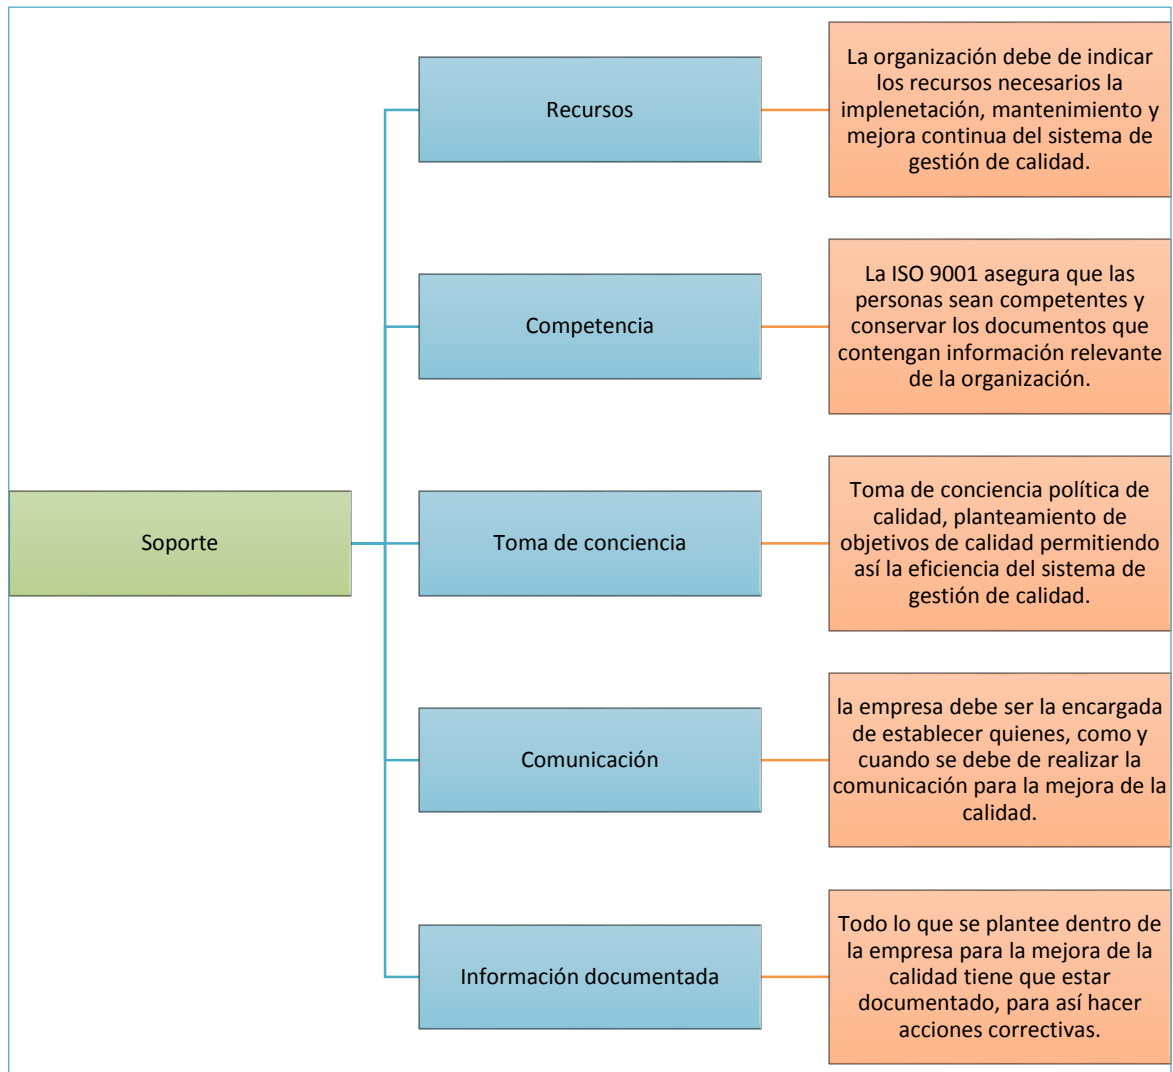 Soporte
Recursos
La organización debe de indicar
los recursos necesarios la
implenetación, mantenimiento y
mejora continua del sistema de
gestión de calidad.
Competencia
La ISO 9001 asegura que las
personas sean competentes y
conservar los documentos que
contengan información relevante
de la organización.
Toma de conciencia
Toma de conciencia política de
calidad, planteamiento de
objetivos de calidad permitiendo
así la eficiencia del sistema de
gestión de calidad.
Comunicación
la empresa debe ser la encargada
de establecer quienes, como y
cuando se debe de realizar la
comunicación para la mejora de la
calidad.
Información documentada
Todo lo que se plantee dentro de
la empresa para la mejora de la
calidad tiene que estar
documentado, para así hacer
acciones correctivas.